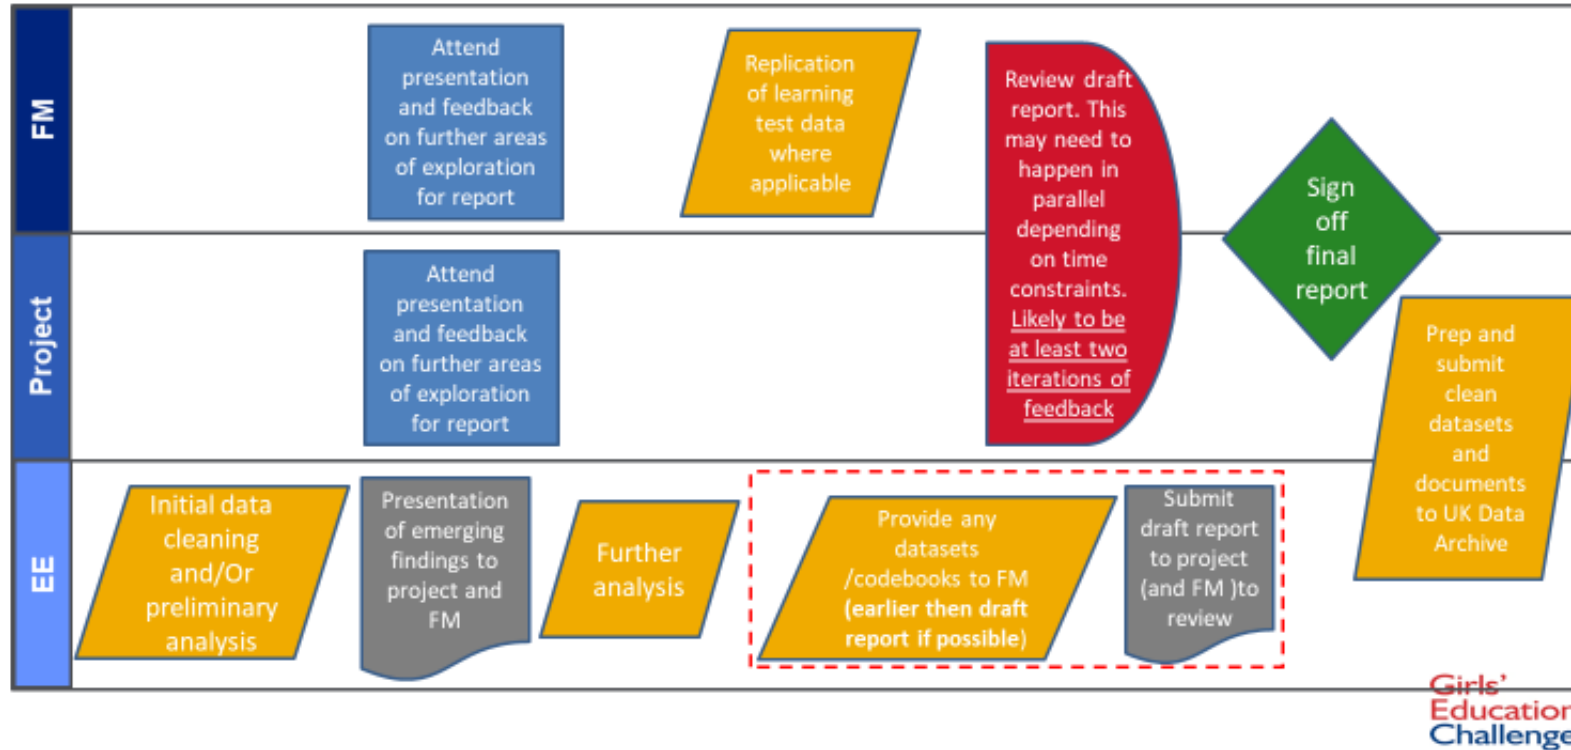 FM
Attend
presentation
and feedback
on further areas
of exploration
for report
Replication
of learning
test data
where
applicable
Review draft
report. This
may need to
happen in
parallel
depending
on time
constraints.
Likely to be
at least two
iterations of
feedback
Sign
off
final
report
Project
Attend
presentation
and feedback
on further areas
of exploration
for report
Prep and
submit
clean
datasets
and
documents
to UK Data
Archive
EE
Initial data
cleaning
and/Or
preliminary
analysis
Presentation
of emerging
findings to
project and
FM
Further
analysis
Provide any
datasets
/codebooks to FM
(earlier then draft
report if possible)
Submit
draft report
to project
(and FM )to
review
Girls'
Education
Challenge